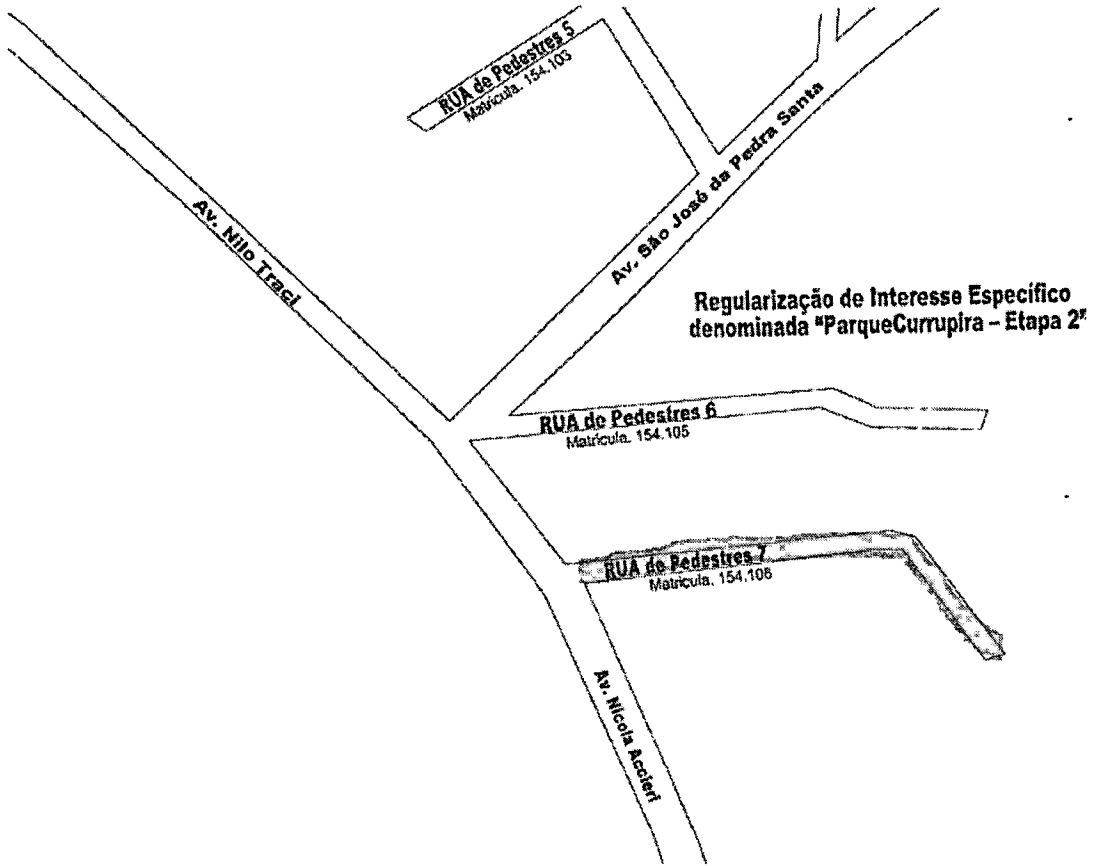 RUA de Pedestres 5
Matrícula. 154.103
Av. São José da Pedra Santa
Av. Nilo Traci
Regularização de Interesse Específico
denominada "ParqueCurrupira – Etapa 2"
RUA de Pedestres 6
Matrícula. 154.105
RUA de Pedestres 7
Matrícula. 154.106
Av. Nicola Accieri